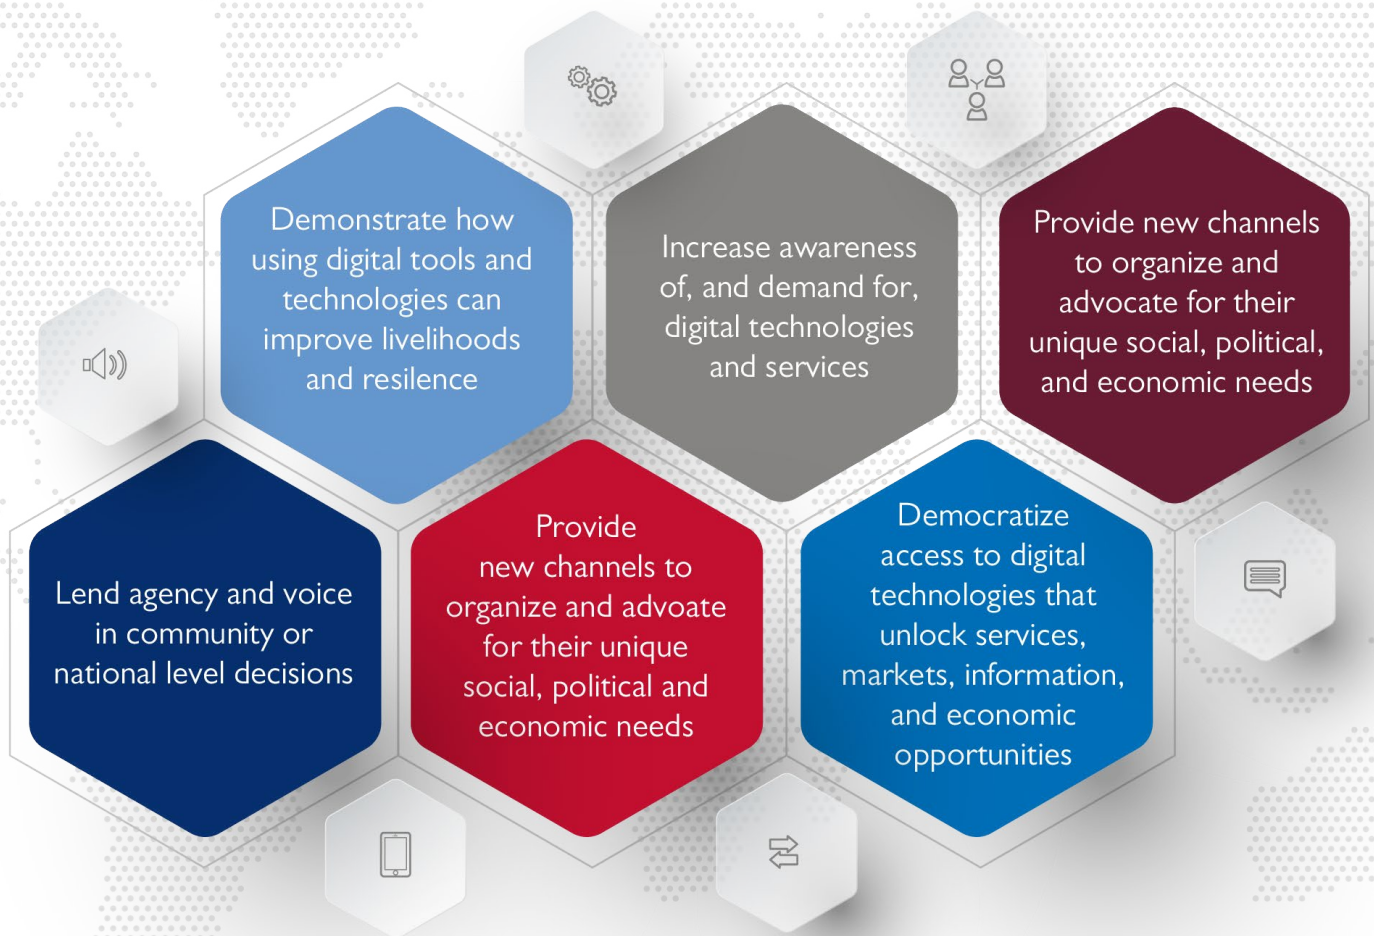 Demonstrate how
using digital tools and
technologies can
improve livelihoods
and resilence
Increase awareness
of, and demand for,
digital technologies
and services
Provide new channels
to organize and
advocate for their
unique social, political,
and economic needs
Lend agency and voice
in community or
national level decisions
Provide
new channels to
organize and advoate
for their unique
social, political and
economic needs
Democratize
access to digital
technologies that
unlock services,
markets, information,
and economic
opportunities